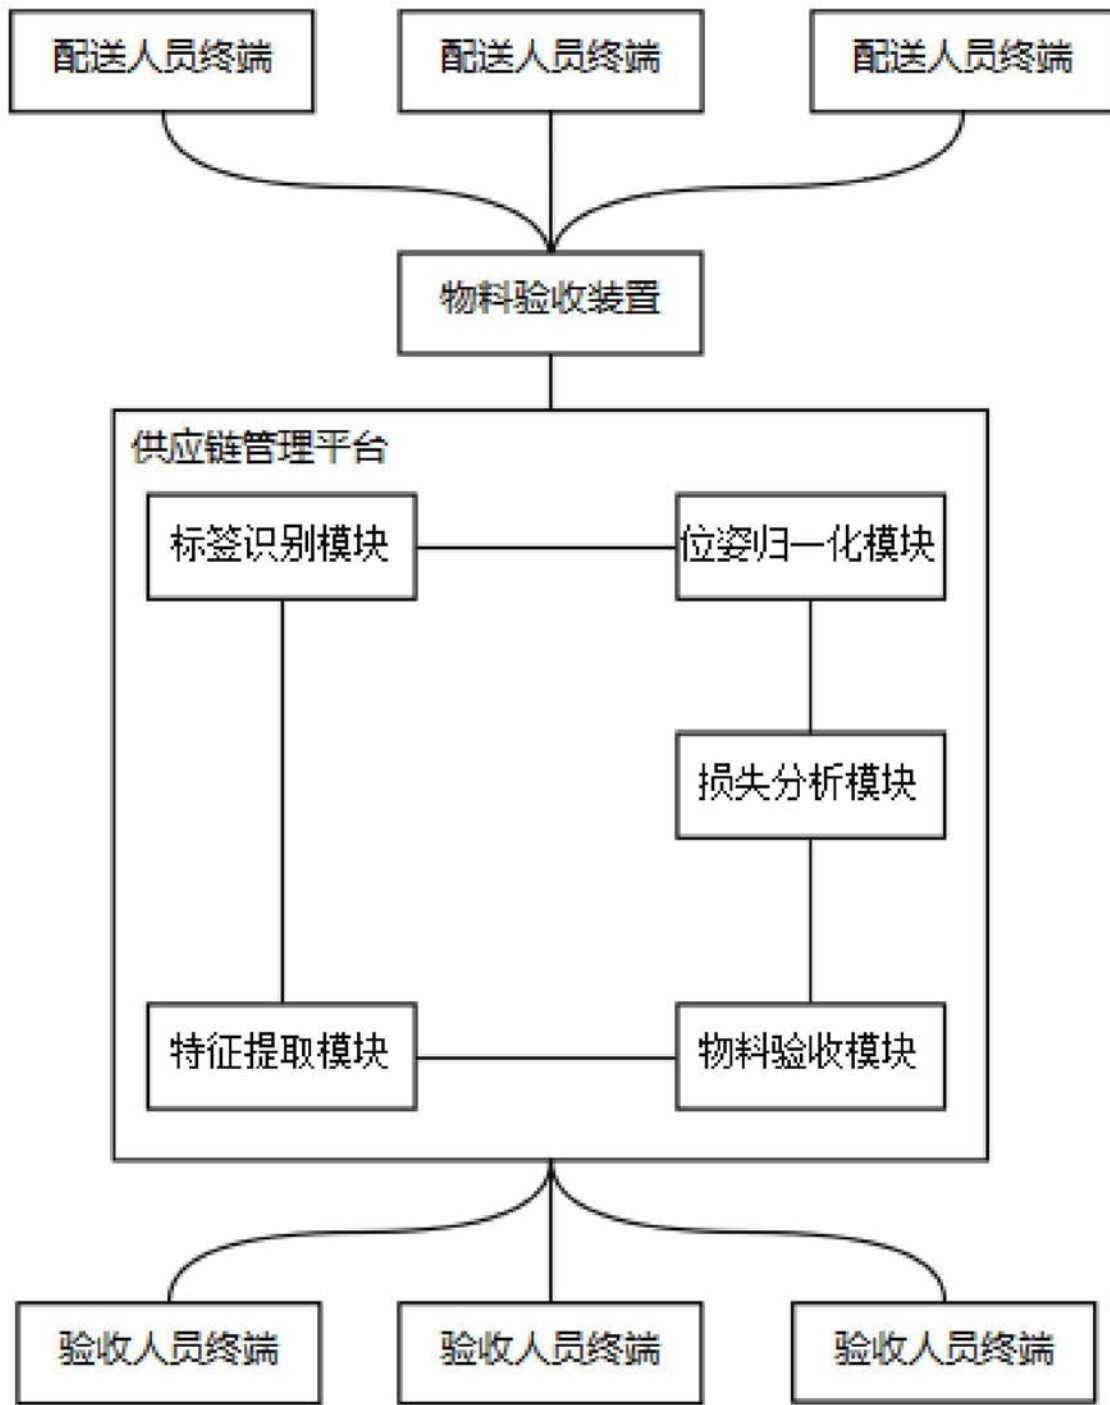 配送人员终端
配送人员终端
配送人员终端
物料验收装置
供应链管理平台
标签识别模块
位姿归一化模块
损失分析模块
特征提取模块
物料验收模块
验收人员终端
验收人员终端
验收人员终端